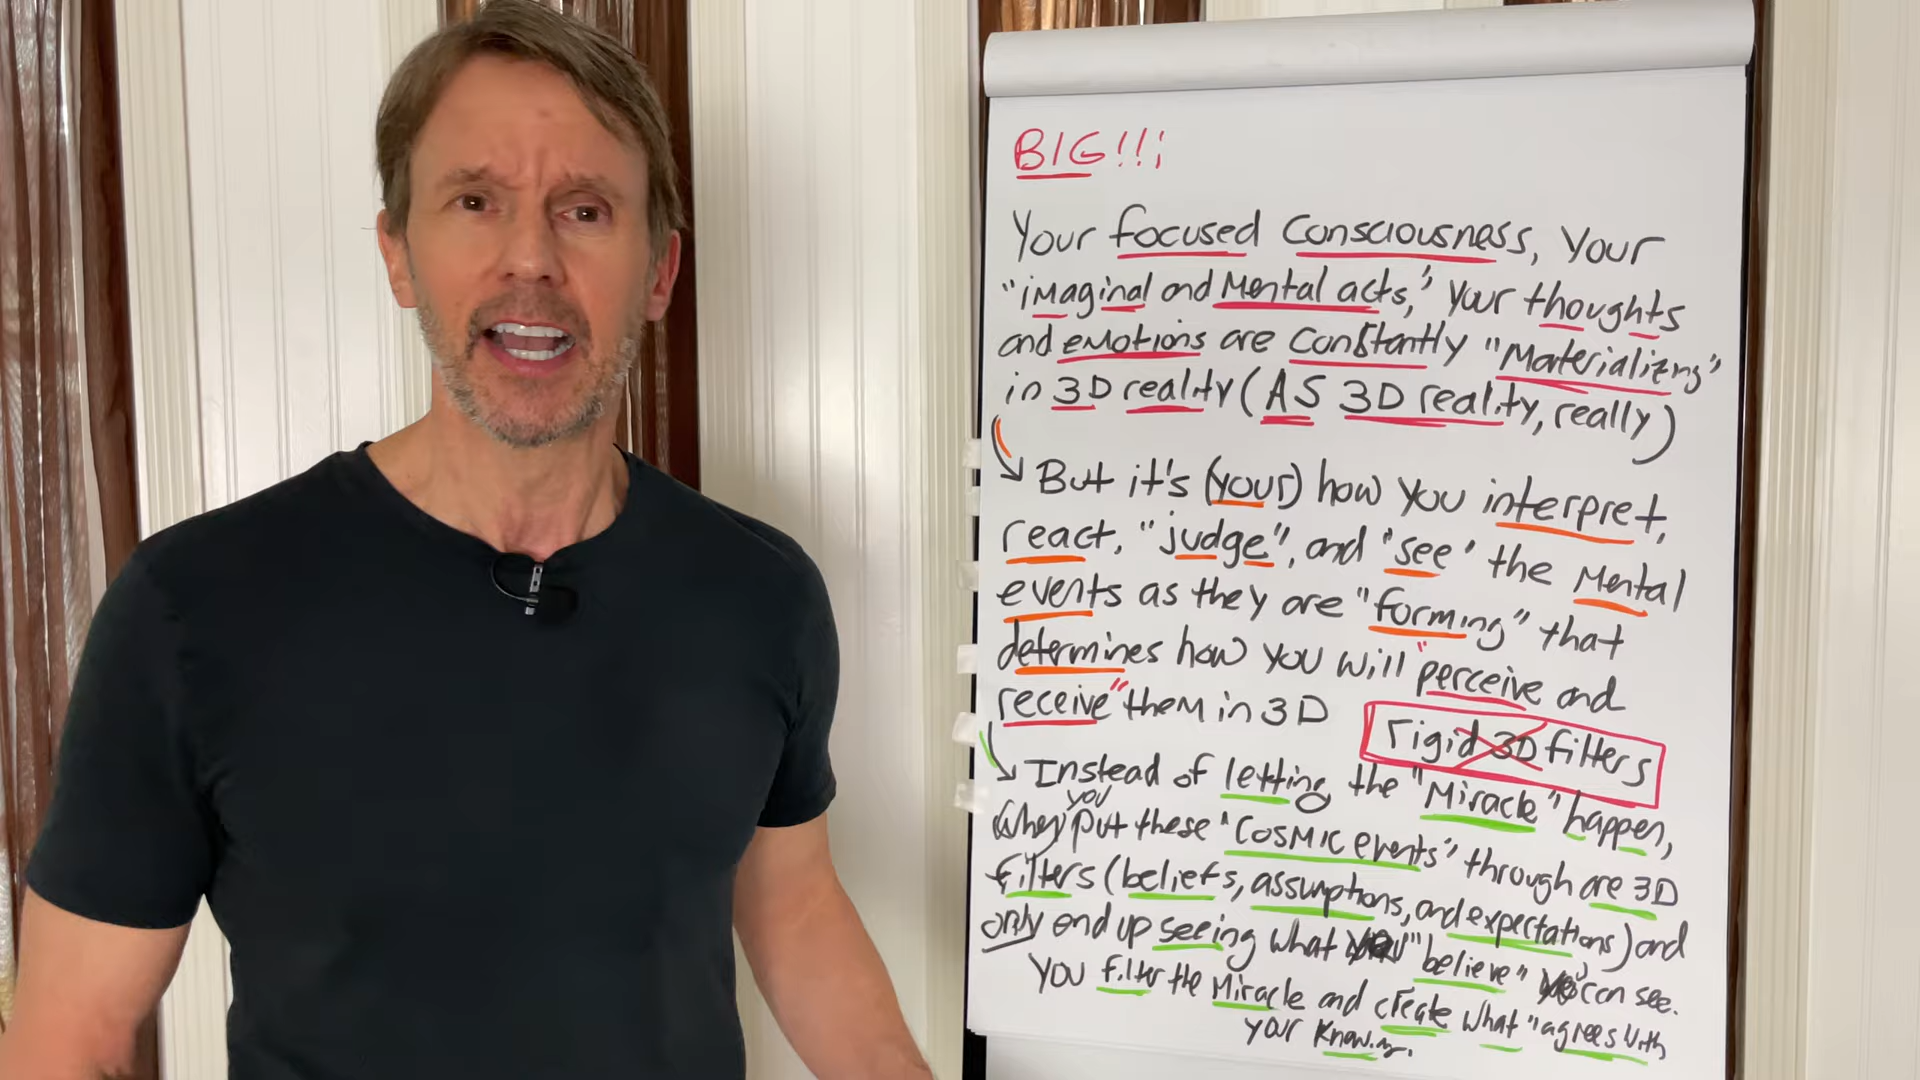 BIG!!!
Your focused Consciousness, your
"imaginal and Mental acts," your thoughts
and emotions are constantly "Materializing"
in 3D reality (AS 3D reality, really)
But it's (your) how you interpret,
react, "judge", and "see" the Mental
events as they are "forming" that
determines how you will "perceive and
receive" them in 3D
rigid 3D filters
Instead of letting the "Miracle" happen,
you
(when) put these "Cosmic events" through are 3D
filters (beliefs, assumptions, and expectations) and
only end up seeing what "believe" can see.
You filter the Miracle and create what "agrees with
your knowing.